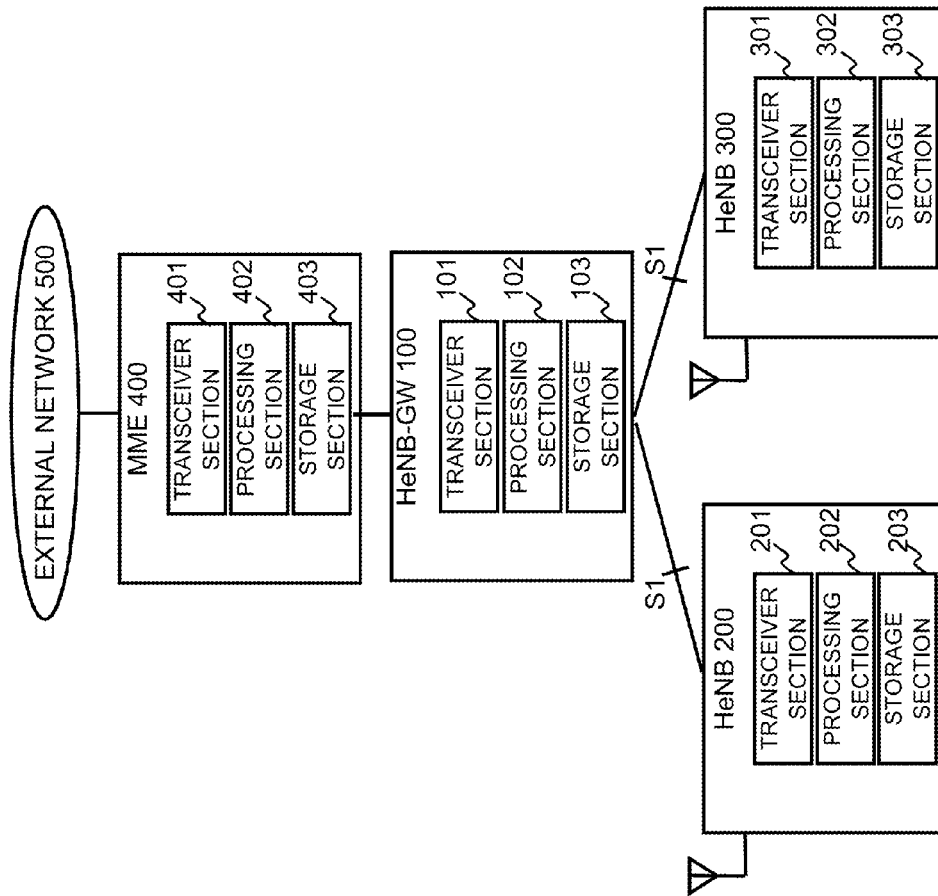 EXTERNAL NETWORK 500
MME 400
TRANSCEIVER
SECTION
401
PROCESSING
SECTION
402
STORAGE
SECTION
403
HeNB-GW 100
TRANSCEIVER
SECTION
101
PROCESSING
SECTION
102
STORAGE
SECTION
103
S1
S1
HeNB 200
TRANSCEIVER
SECTION
201
PROCESSING
SECTION
202
STORAGE
SECTION
203
HeNB 300
TRANSCEIVER
SECTION
301
PROCESSING
SECTION
302
STORAGE
SECTION
303